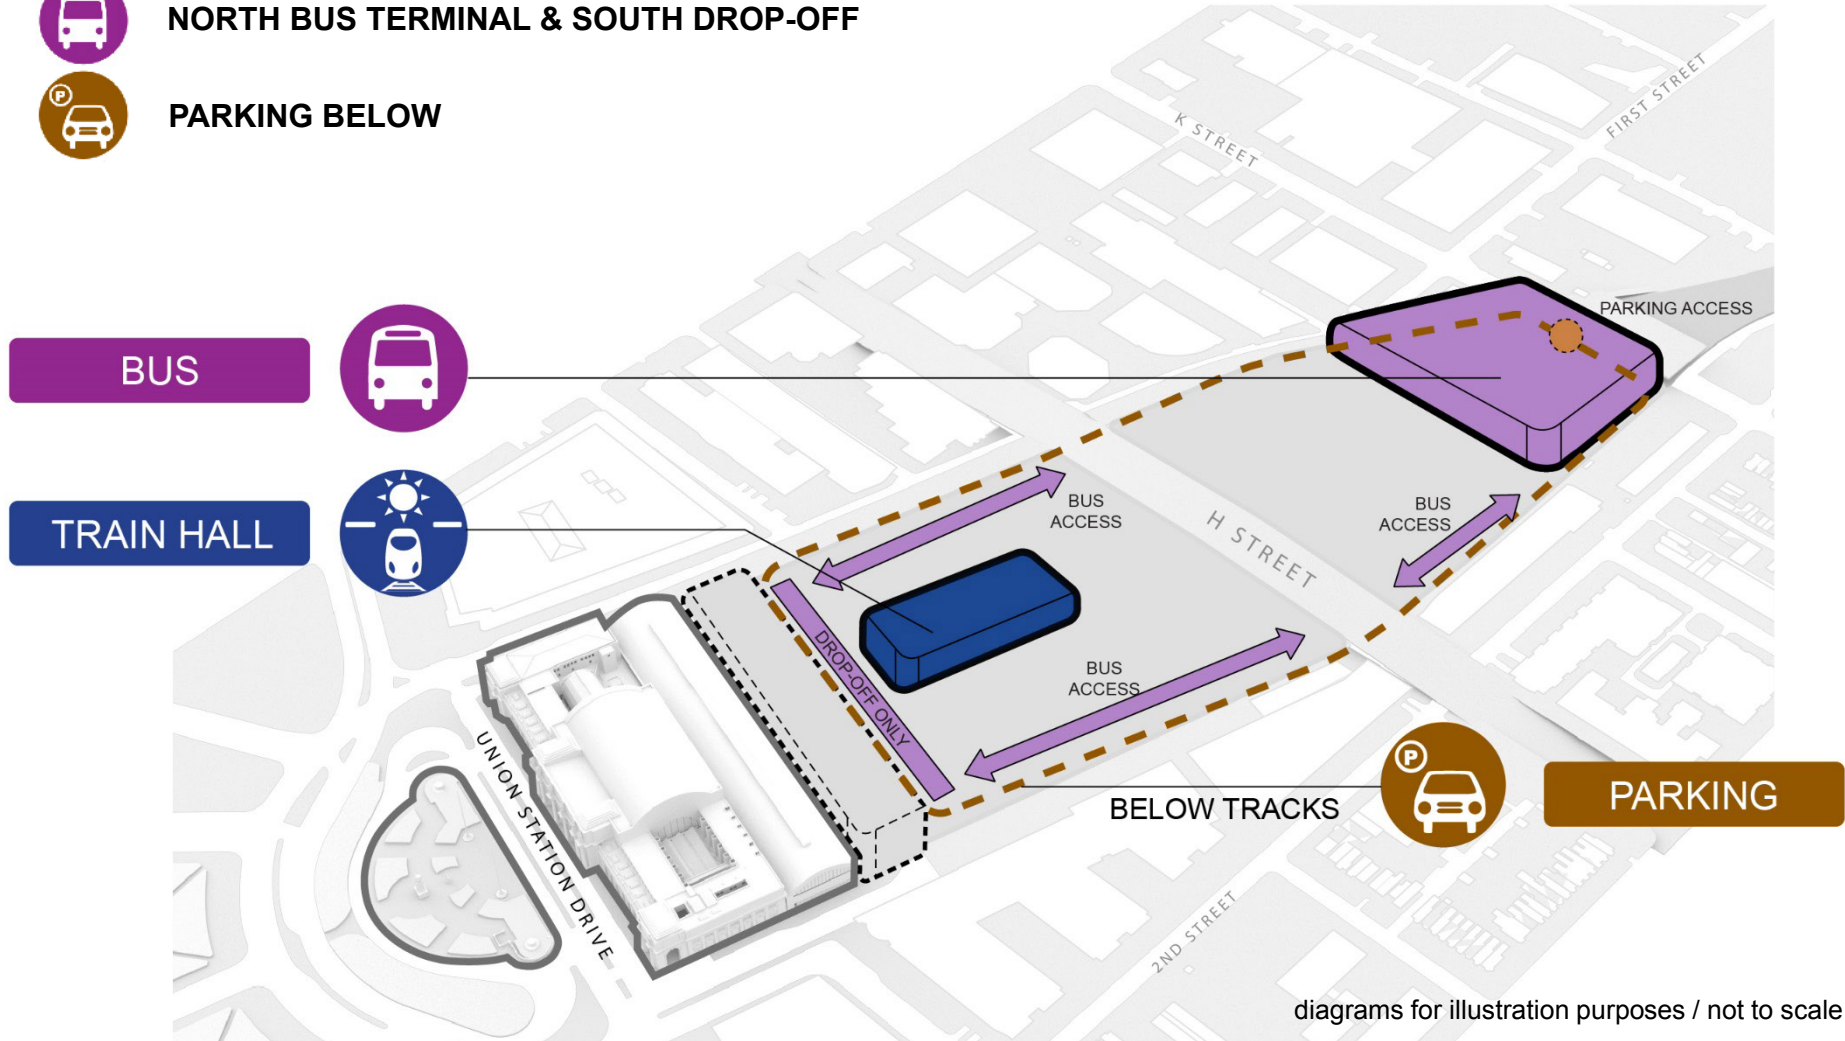 NORTH BUS TERMINAL & SOUTH DROP-OFF
PARKING BELOW
P
K STREET
FIRST STREET
PARKING ACCESS
BUS
BUS
ACCESS
BUS
ACCESS
H STREET
TRAIN HALL
DROP-OFF ONLY
BUS
ACCESS
UNION STATION DRIVE
P
BELOW TRACKS
PARKING
2ND STREET
diagrams for illustration purposes / not to scale